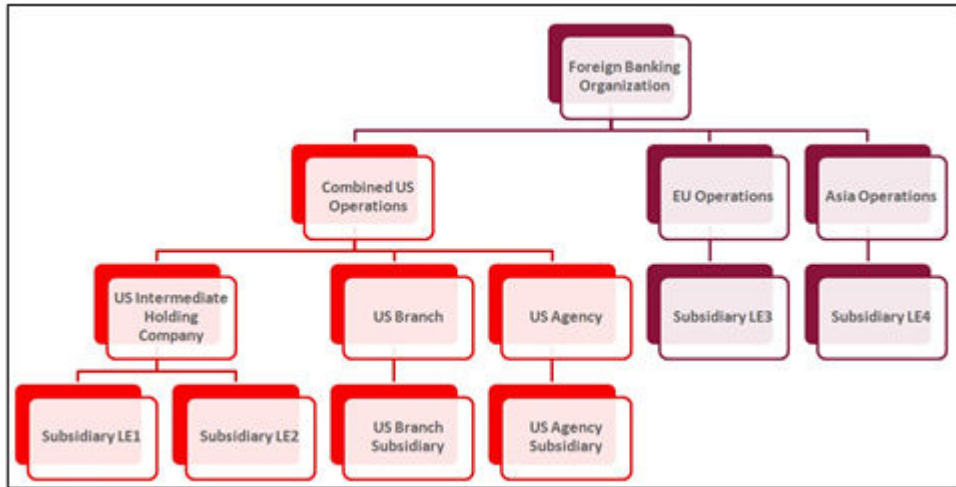 Foreign Banking
Organization
Combined US
Operations
EU Operations
Asia Operations
US Intermediate
Holding
Company
US Branch
US Agency
Subsidiary LE3
Subsidiary LE4
Subsidiary LE1
Subsidiary LE2
US Branch
Subsidiary
US Agency
Subsidiary